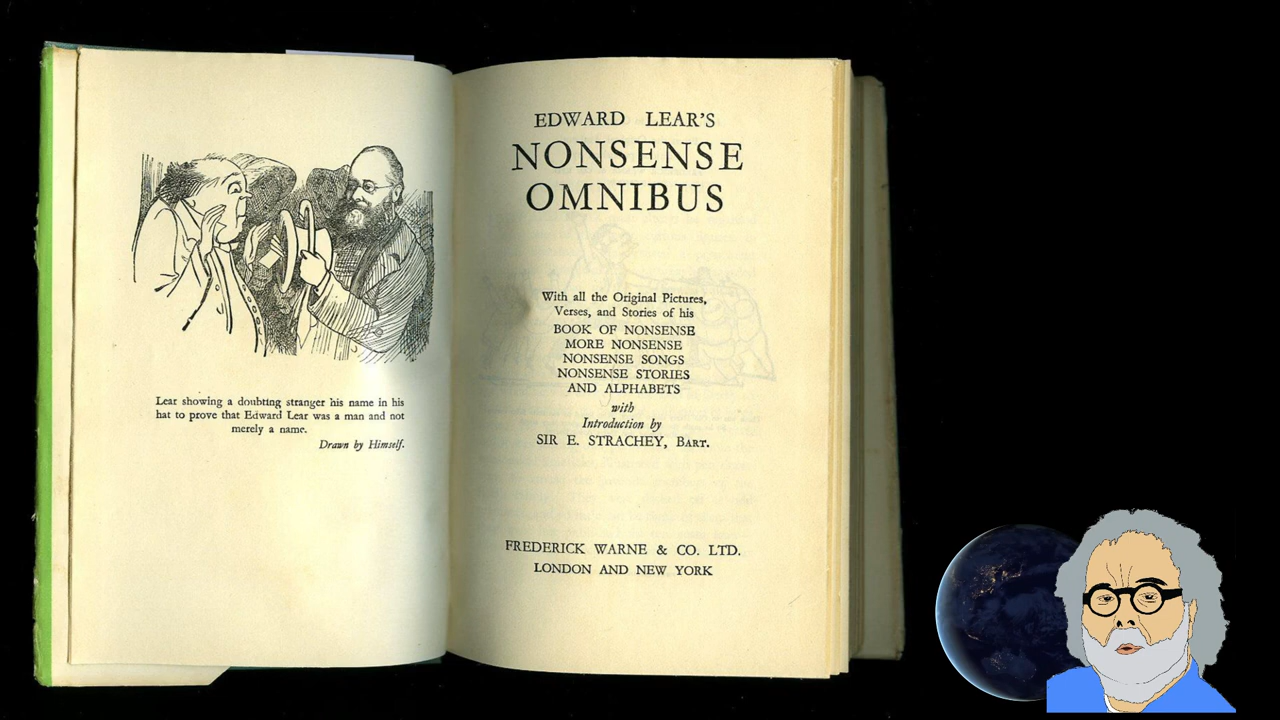 Lear showing a doubting stranger his name in his
hat to prove that Edward Lear was a man and not
merely a name.
Drawn by Himself.
EDWARD LEAR'S
NONSENSE
OMNIBUS
With all the Original Pictures,
Verses, and Stories of his
BOOK OF NONSENSE
MORE NONSENSE
NONSENSE SONGS
NONSENSE STORIES
AND ALPHABETS
with
Introduction by
SIR E. STRACHEY, BART.
FREDERICK WARNE & CO. LTD.
LONDON AND NEW YORK